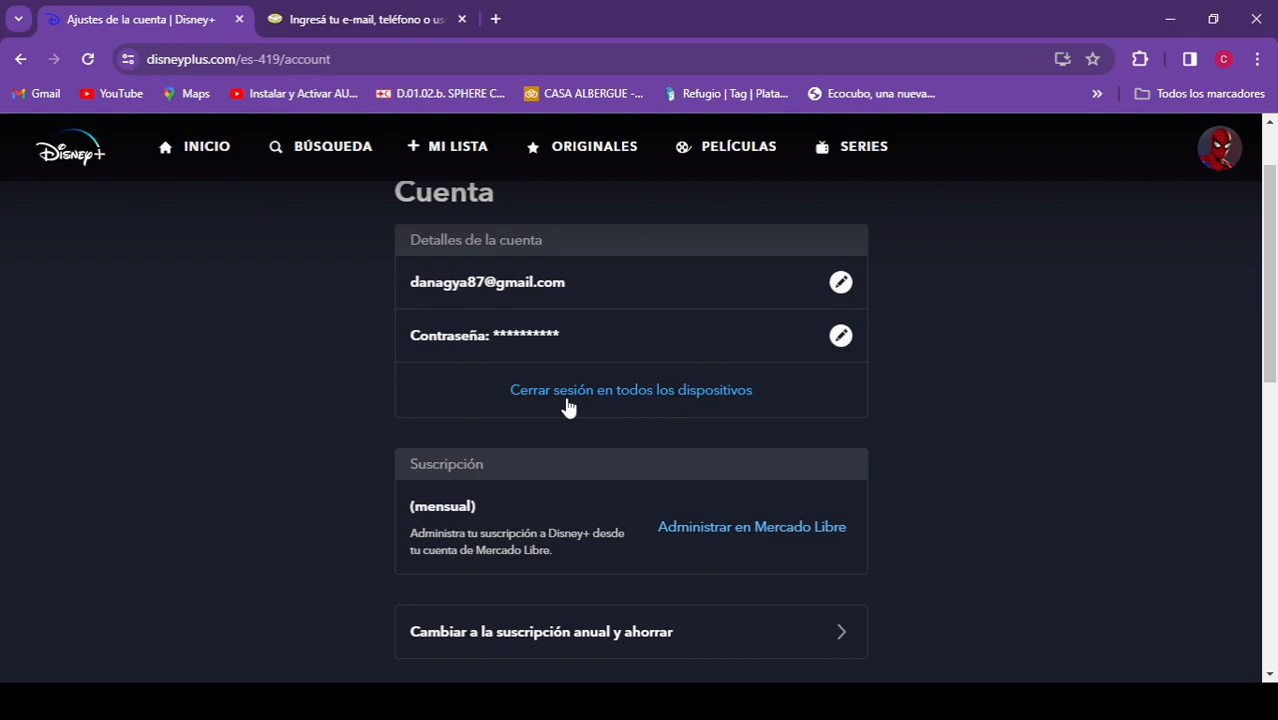 Ajustes de la cuenta | Disney+
Ingresá tu e-mail, teléfono o us
disneyplus.com/es-419/account
C
Gmail
YouTube
Maps
Instalar y Activar AU...
D.01.02.b. SPHERE C...
CASA ALBERGUE -...
Refugio | Tag | Plata...
Ecocubo, una nueva...
»
Todos los marcadores
Disney+
INICIO
BÚSQUEDA
MI LISTA
ORIGINALES
PELÍCULAS
SERIES
Cuenta
Detalles de la cuenta
danagya87@gmail.com
Contraseña: **********
Cerrar sesión en todos los dispositivos
Suscripción
(mensual)
Administra tu suscripción a Disney+ desde
tu cuenta de Mercado Libre.
Administrar en Mercado Libre
Cambiar a la suscripción anual y ahorrar